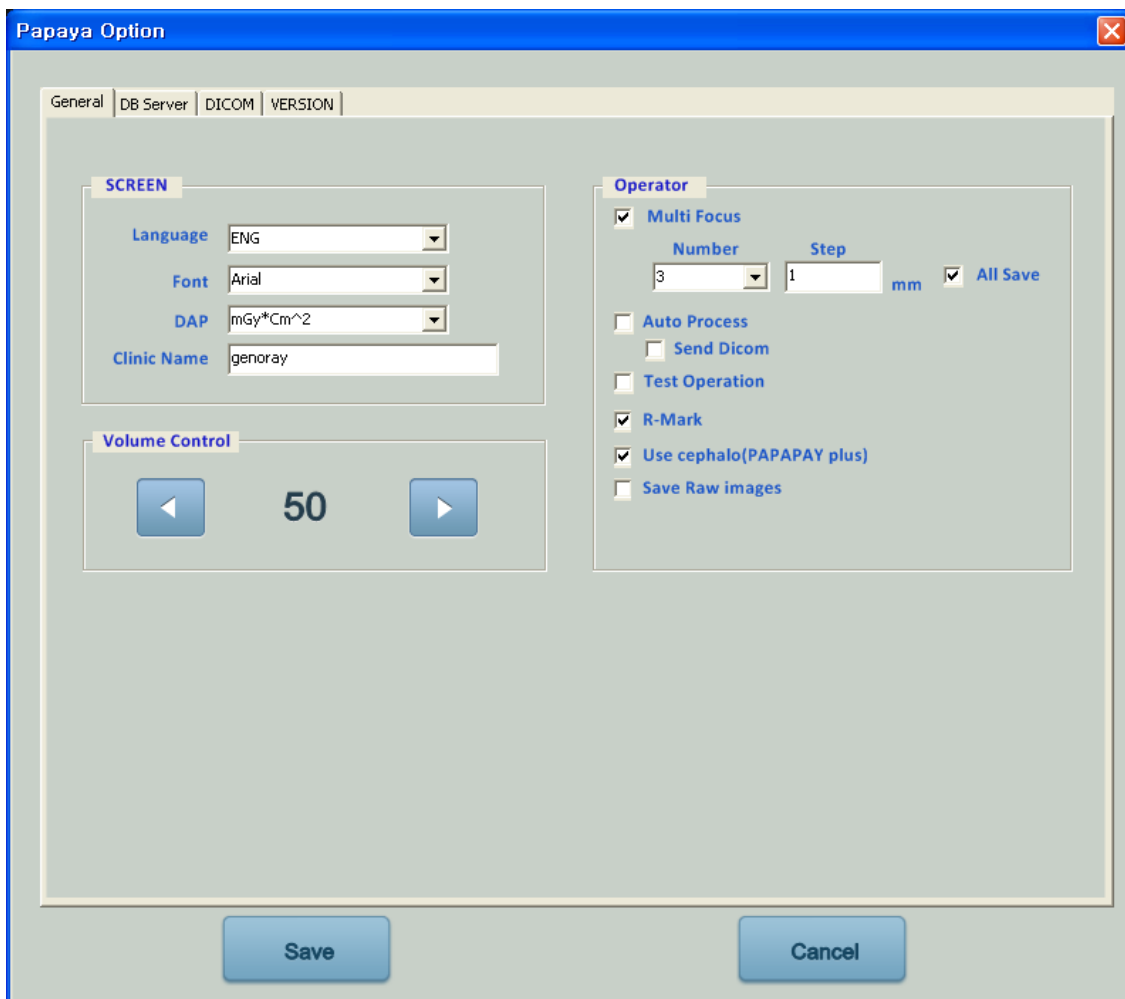 Papaya Option
General DB Server DICOM VERSION
SCREEN
Language ENG
Font Arial
DAP mGy*Cm^2
Clinic Name genoray
Volume Control
50
Operator
Multi Focus
Number Step
3 1 mm All Save
Auto Process
Send Dicom
Test Operation
R-Mark
Use cephalo(PAPAPAY plus)
Save Raw images
Save Cancel